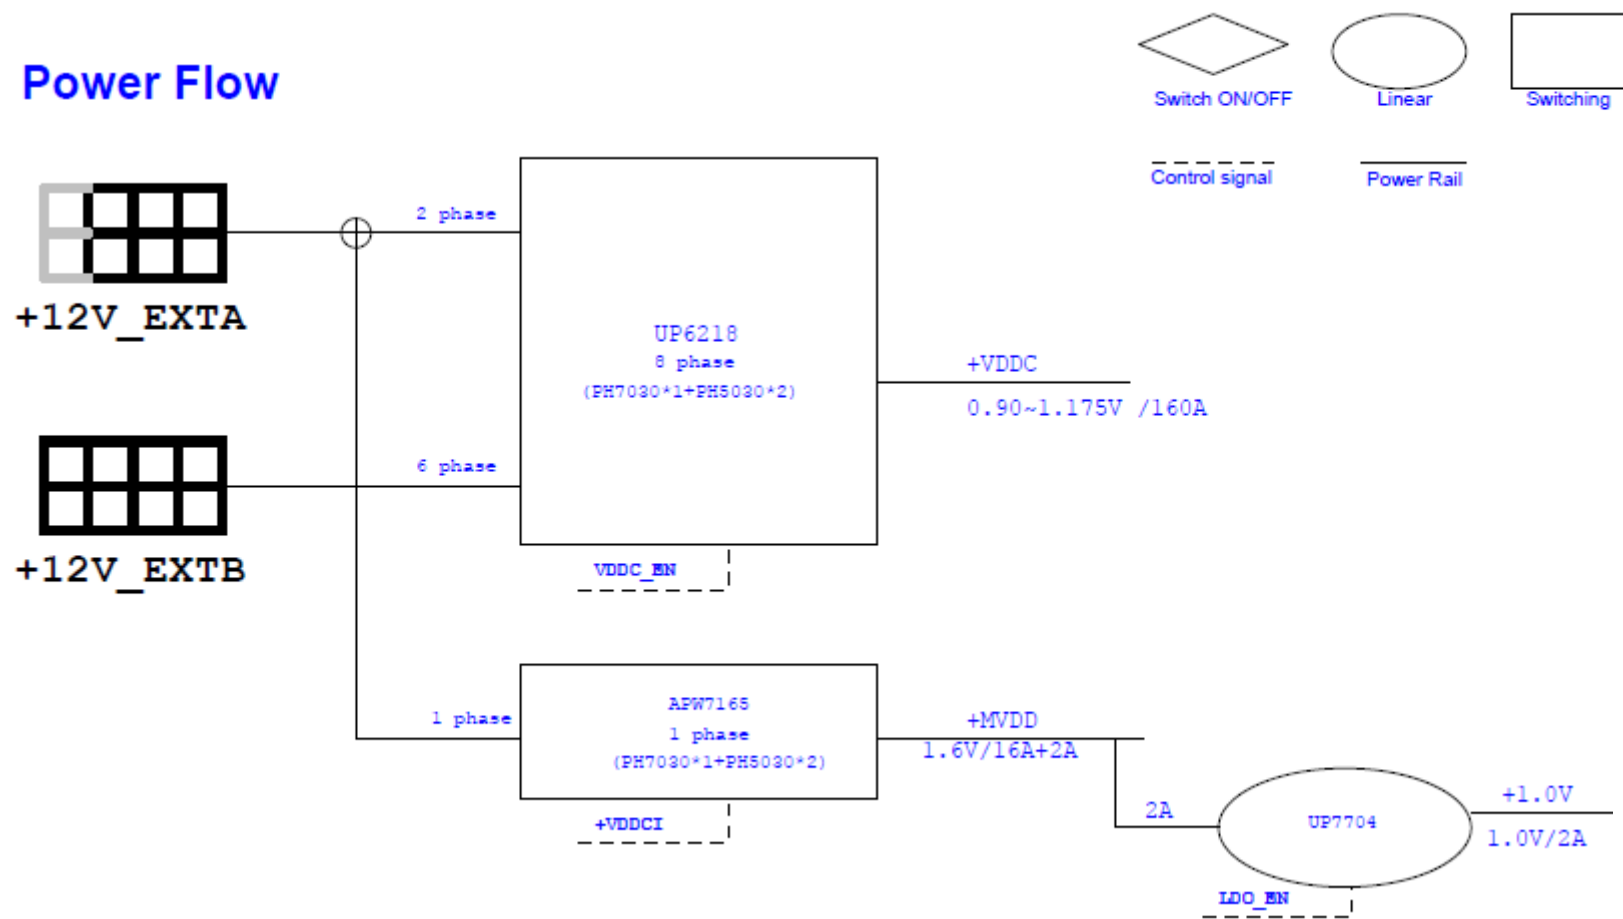 Power Flow
Switch ON/OFF
Linear
Switching
Control signal
Power Rail
+12V_EXTA
2 phase
UP6218
8 phase
(PH7030*1+PH5030*2)
+VDDC
0.90~1.175V /160A
6 phase
+12V_EXTB
VDDC_EN
1 phase
APW7165
1 phase
(PH7030*1+PH5030*2)
+MVDD
1.6V/16A+2A
+VDDCI
2A
UP7704
+1.0V
1.0V/2A
LDO_EN